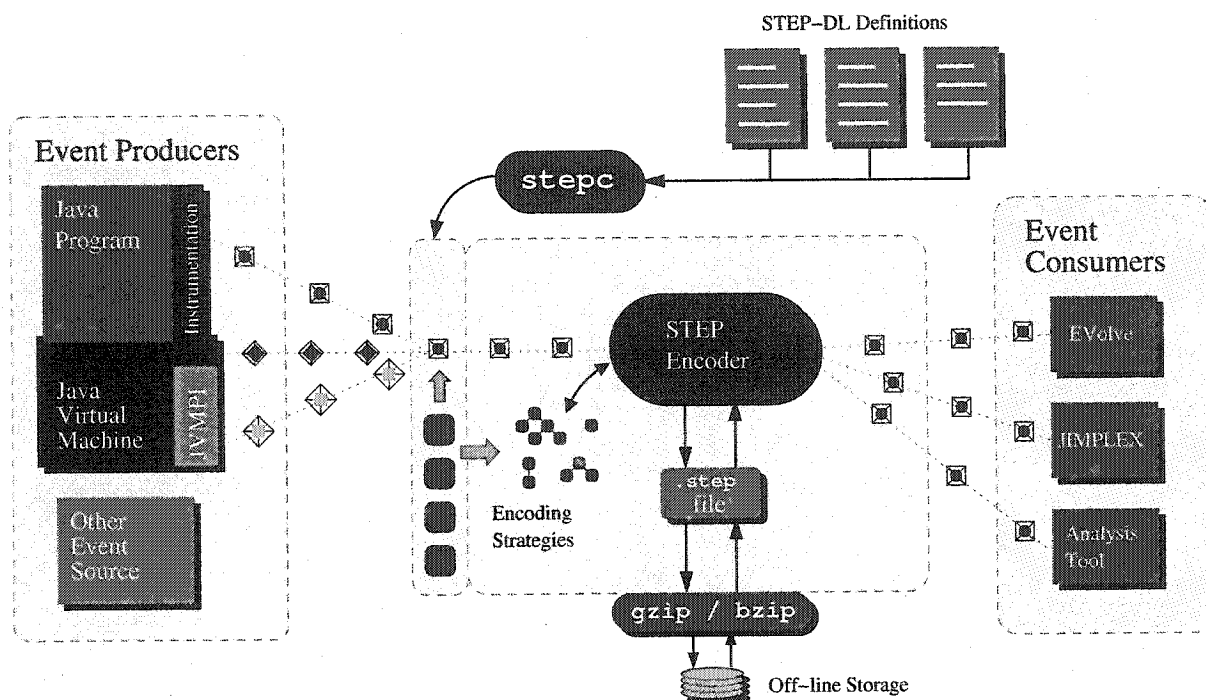 STEP-DL Definitions
Event Producers
Java
Program
Instrumentation
Java
Virtual
Machine
JVMPI
Other
Event
Source
stepc
STEP
Encoder
Encoding
Strategies
.step
file
gzip / bzip
Off-line Storage
Event
Consumers
EVolve
JIMPLEX
Analysis
Tool